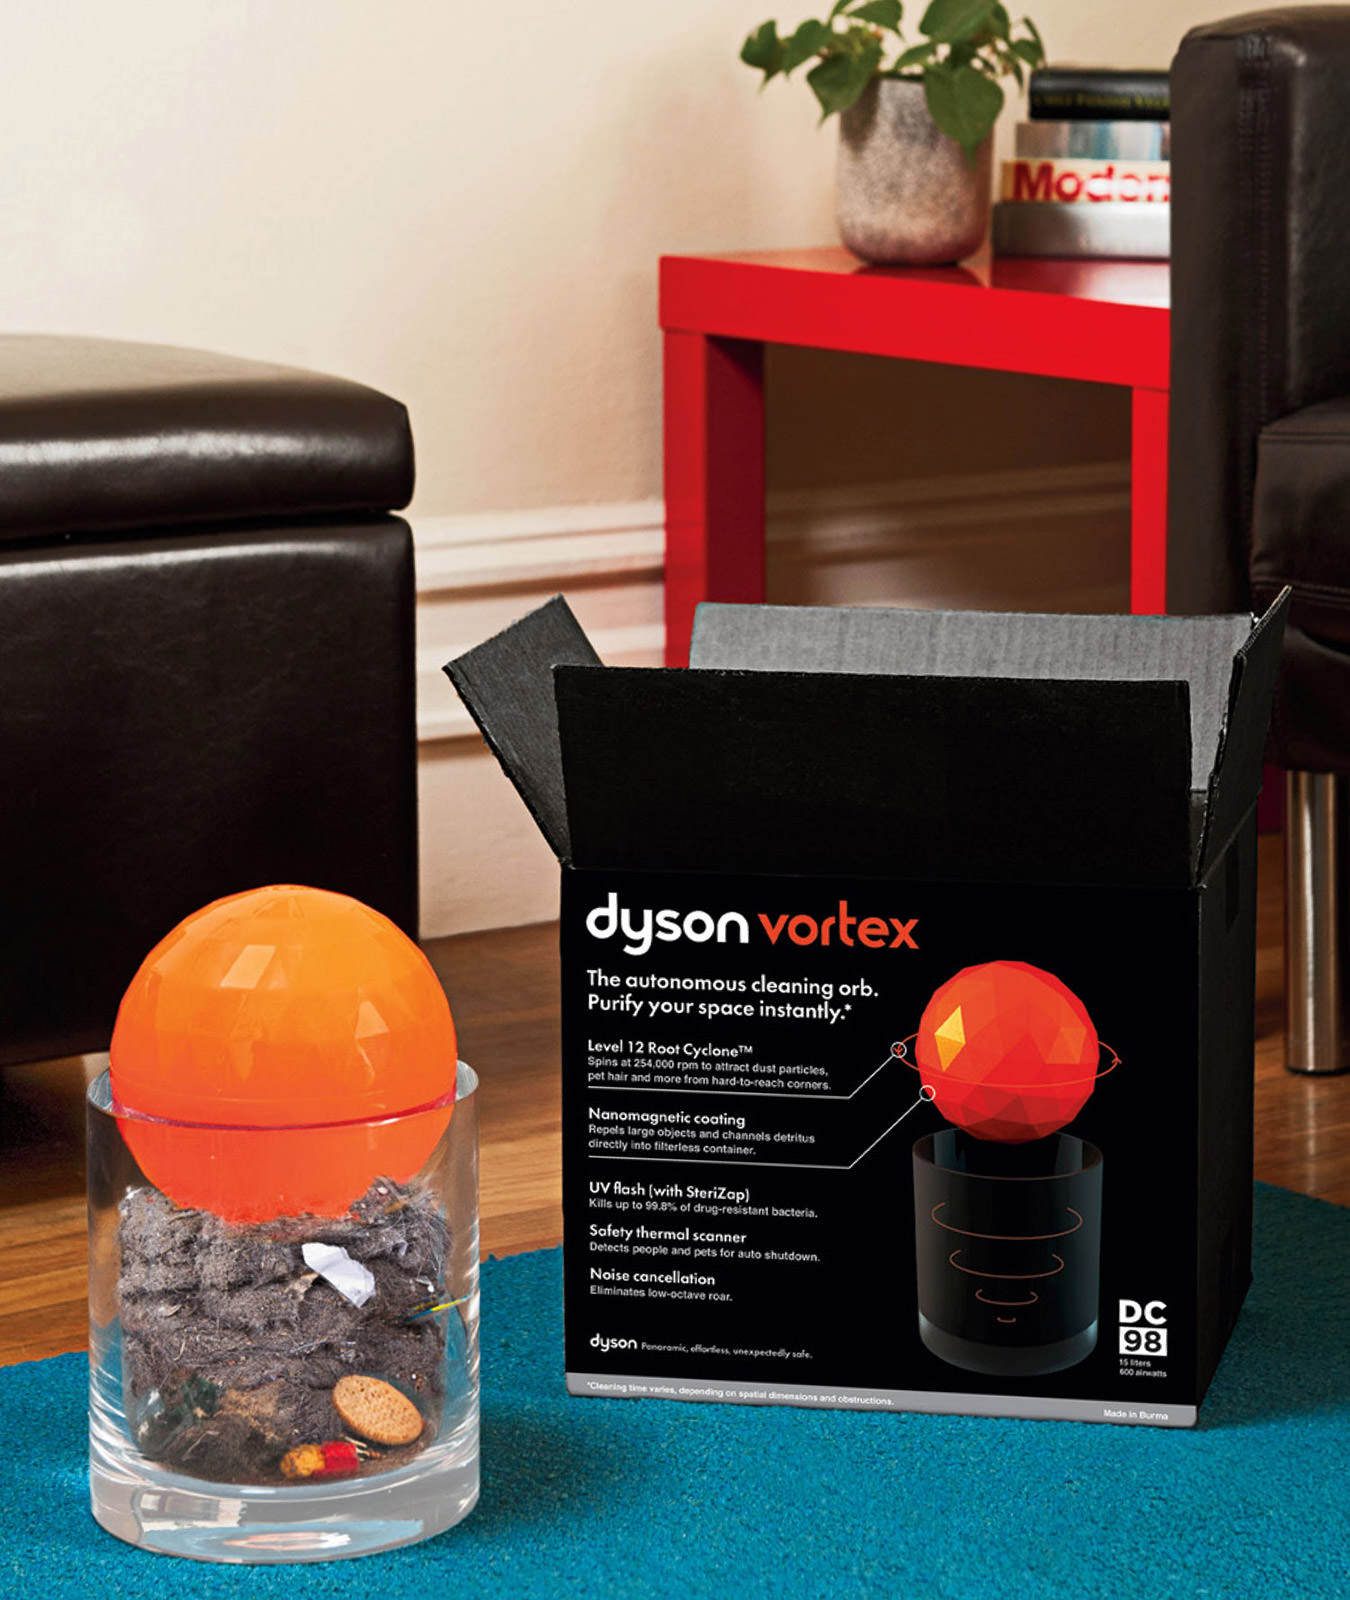 Moder
dyson vortex
The autonomous cleaning orb.
Purify your space instantly.*
Level 12 Root Cyclone™
Spins at 254,000 rpm to attract dust particles,
pet hair and more from hard-to-reach corners.
Nanomagnetic coating
Repels large objects and channels detritus
directly into filterless container.
UV flash (with SteriZap)
Kills up to 99.8% of drug-resistant bacteria.
Safety thermal scanner
Detects people and pets for auto shutdown.
Noise cancellation
Eliminates low-octave roar.
dyson Panoramic, effortless, unexpectedly safe.
DC
98
15 liters
600 airwatts
*Cleaning time varies, depending on spatial dimensions and obstructions.
Made in Burma